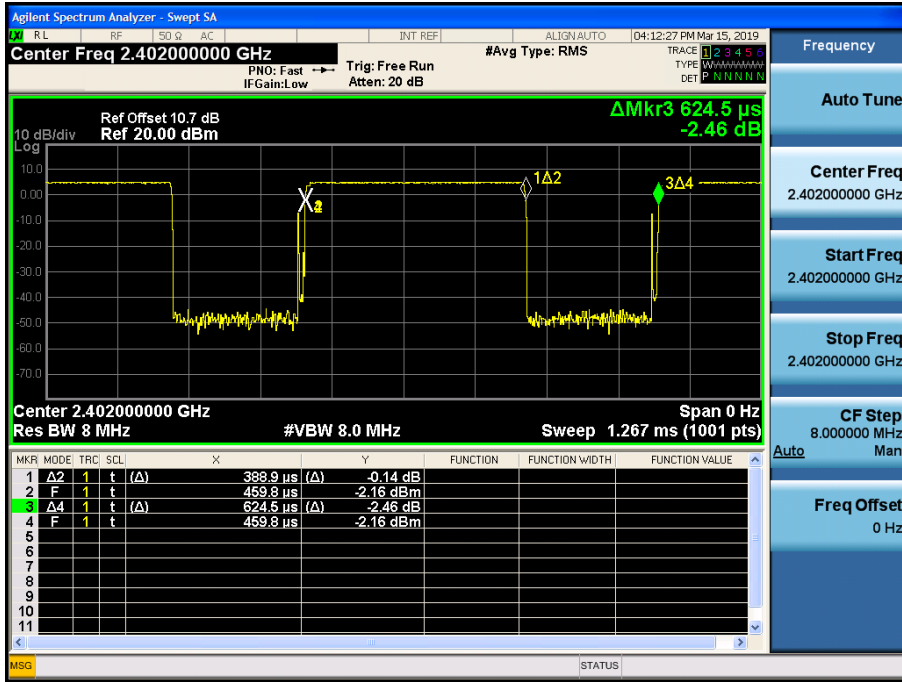 Agilent Spectrum Analyzer - Swept SA
LXI RL RF 50 Ω AC INT REF ALIGNAUTO 04:12:27 PM Mar 15, 2019
Center Freq 2.402000000 GHz #Avg Type: RMS TRACE 1 2 3 4 5 6
PNO: Fast Trig: Free Run TYPE WWWWWW
IFGain:Low Atten: 20 dB DET P N N N N N
Ref Offset 10.7 dB ΔMkr3 624.5 µs
10 dB/div Ref 20.00 dBm -2.46 dB
Log
10.0
0.00
-10.0
-20.0
-30.0
-40.0
-50.0
-60.0
-70.0
1Δ2
3Δ4
Center 2.402000000 GHz Span 0 Hz
Res BW 8 MHz #VBW 8.0 MHz Sweep 1.267 ms (1001 pts)
MKR MODE TRC SCL X Y FUNCTION FUNCTION WIDTH FUNCTION VALUE
1 Δ2 1 t (Δ) 388.9 µs (Δ) -0.14 dB
2 F 1 t 459.8 µs -2.16 dBm
3 Δ4 1 t (Δ) 624.5 µs (Δ) -2.46 dB
4 F 1 t 459.8 µs -2.16 dBm
5
6
7
8
9
10
11
MSG STATUS
Frequency
Auto Tune
Center Freq
2.402000000 GHz
Start Freq
2.402000000 GHz
Stop Freq
2.402000000 GHz
CF Step
8.000000 MHz
Auto Man
Freq Offset
0 Hz